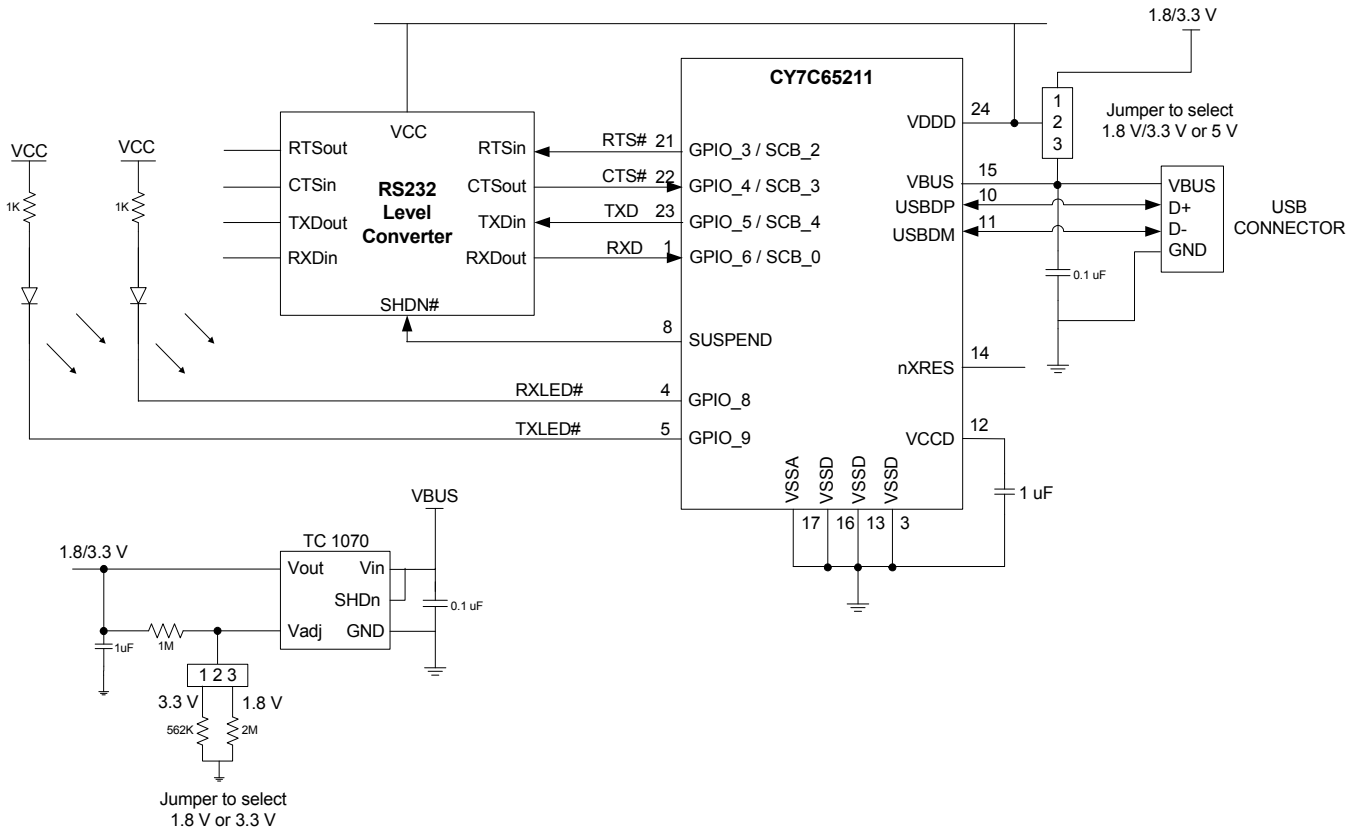 1.8/3.3 V
CY7C65211
1
2
3
Jumper to select
1.8 V/3.3 V or 5 V
VDDD 24
VCC
RTSout RTSin RTS# 21 GPIO_3 / SCB_2
CTSin CTSout CTS# 22 GPIO_4 / SCB_3
TXDout TXDin TXD 23 GPIO_5 / SCB_4
RXDin RXDout RXD 1 GPIO_6 / SCB_0
RS232
Level
Converter
SHDN#
VCC VCC
1K 1K
VBUS 15
USBDP 10
USBDM 11
VBUS
D+
D-
GND
USB
CONNECTOR
0.1 uF
8 SUSPEND
nXRES 14
RXLED# 4 GPIO_8
TXLED# 5 GPIO_9
VCCD 12
1 uF
VSSA VSSD VSSD VSSD
17 16 13 3
VBUS
TC 1070
1.8/3.3 V
Vout Vin
SHDn
Vadj GND
0.1 uF
1uF
1M
1 2 3
3.3 V 1.8 V
562K 2M
Jumper to select
1.8 V or 3.3 V